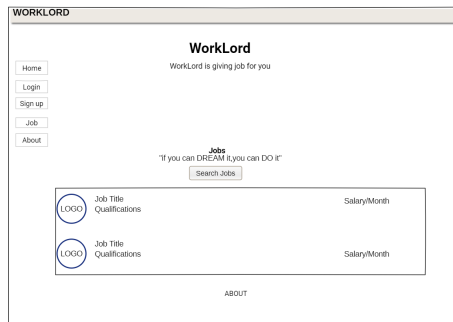 WORKLORD
WorkLord
WorkLord is giving job for you
Home
Login
Sign up
Job
About
Jobs
"if you can DREAM it,you can DO it"
Search Jobs
LOGO
Job Title
Qualifications
Salary/Month
LOGO
Job Title
Qualifications
Salary/Month
ABOUT